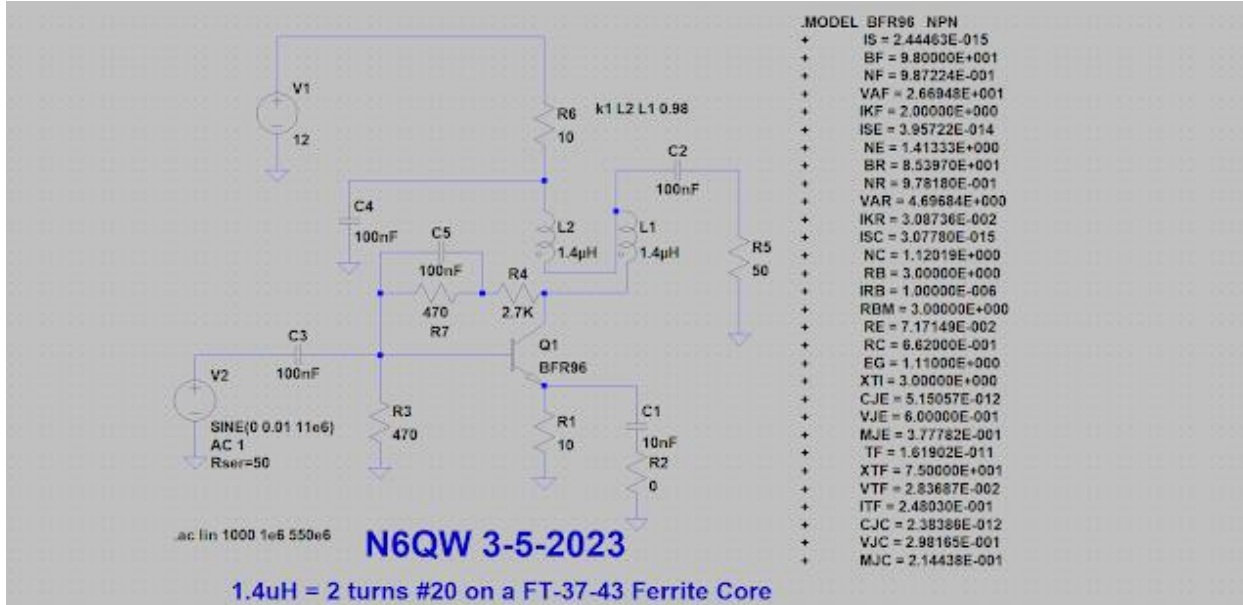 V1
12
R6
10
k1 L2 L1 0.98
C2
100nF
C4
100nF
C5
100nF
L2
1.4µH
L1
1.4µH
R5
50
R4
2.7K
470
R7
Q1
BFR96
C3
100nF
V2
SINE(0 0.01 11e6)
AC 1
Rser=50
R3
470
R1
10
C1
10nF
R2
0
.ac lin 1000 1e6 550e6
N6QW 3-5-2023
1.4uH = 2 turns #20 on a FT-37-43 Ferrite Core
.MODEL BFR96 NPN
+ IS = 2.44463E-015
+ BF = 9.80000E+001
+ NF = 9.87224E-001
+ VAF = 2.66948E+001
+ IKF = 2.00000E+000
+ ISE = 3.95722E-014
+ NE = 1.41333E+000
+ BR = 8.53970E+001
+ NR = 9.78180E-001
+ VAR = 4.69684E+000
+ IKR = 3.08736E-002
+ ISC = 3.07780E-015
+ NC = 1.12019E+000
+ RB = 3.00000E+000
+ IRB = 1.00000E-006
+ RBM = 3.00000E+000
+ RE = 7.17149E-002
+ RC = 6.62000E-001
+ EG = 1.11000E+000
+ XTI = 3.00000E+000
+ CJE = 5.15057E-012
+ VJE = 6.00000E-001
+ MJE = 3.77782E-001
+ TF = 1.61902E-011
+ XTF = 7.50000E+001
+ VTF = 2.83687E-002
+ ITF = 2.48030E-001
+ CJC = 2.38386E-012
+ VJC = 2.98165E-001
+ MJC = 2.14438E-001